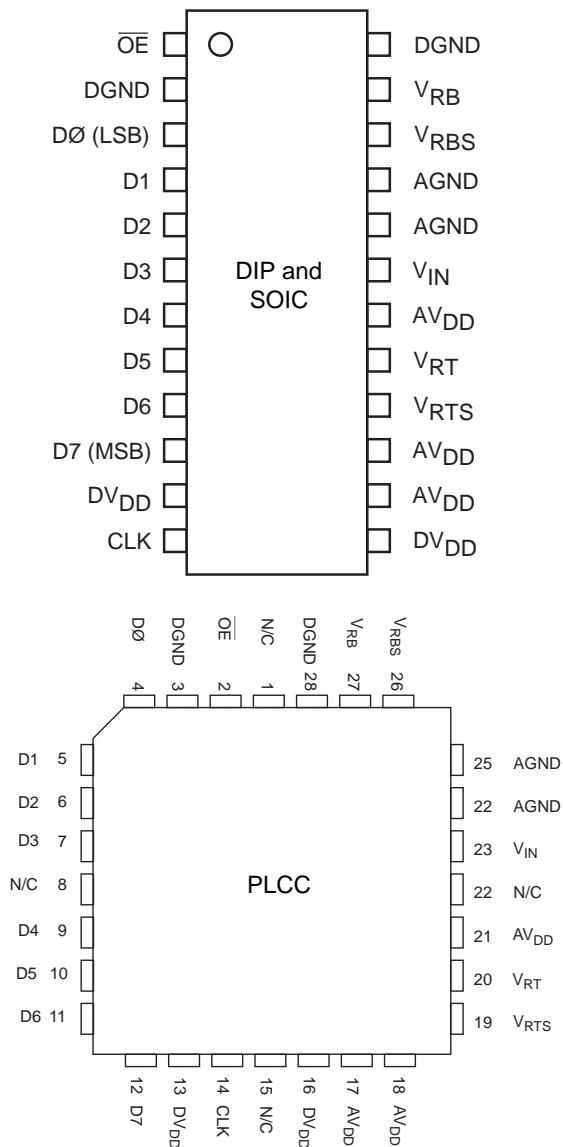 OE
DGND
DØ (LSB)
D1
D2
D3
D4
D5
D6
D7 (MSB)
DVDD
CLK
DIP and
SOIC
DGND
VRB
VRBS
AGND
AGND
VIN
AVDD
VRT
VRTS
AVDD
AVDD
DVDD
DØ 4
DGND 3
OE 2
N/C 1
DGND 28
VRB 27
VRBS 26
D1 5
D2 6
D3 7
N/C 8
D4 9
D5 10
D6 11
PLCC
25 AGND
22 AGND
23 VIN
22 N/C
21 AVDD
20 VRT
19 VRTS
12 D7
13 DVDD
14 CLK
15 N/C
16 DVDD
17 AVDD
18 AVDD